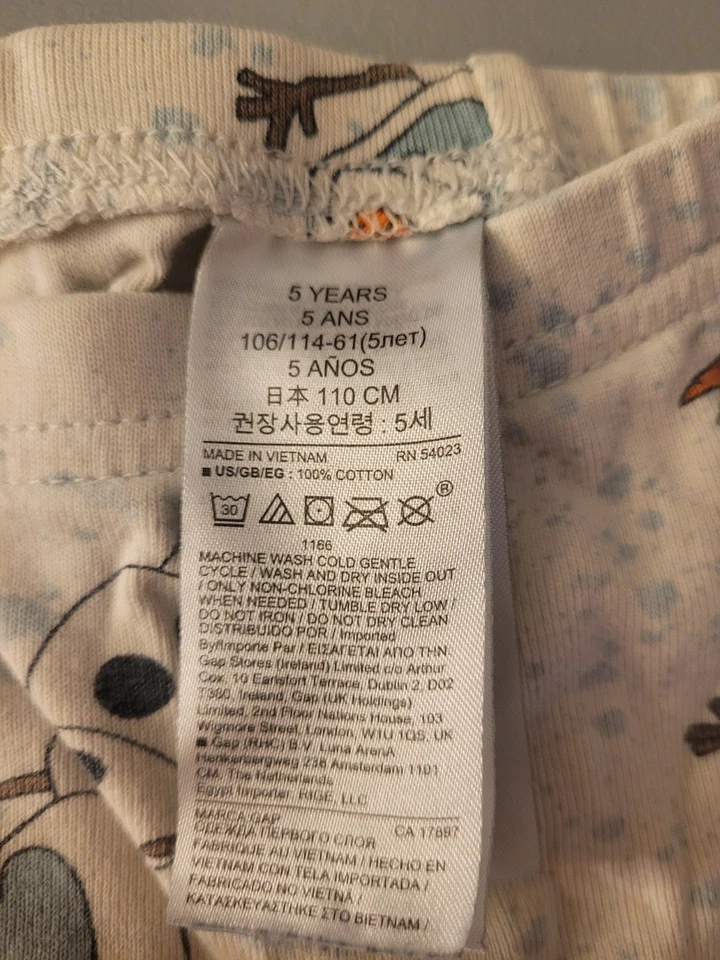 5 YEARS
5 ANS
106/114-61(5лет)
5 AÑOS
日本 110 CM
권장사용연령 : 5세
MADE IN VIETNAM RN 54023
■ US/GB/EG : 100% COTTON
30 ®
1166
MACHINE WASH COLD GENTLE
CYCLE / WASH AND DRY INSIDE OUT
/ ONLY NON-CHLORINE BLEACH
WHEN NEEDED / TUMBLE DRY LOW /
DO NOT IRON / DO NOT DRY CLEAN
DISTRIBUIDO POR / Imported
By/Importe Par / ΕΙΣΑΓΕΤΑΙ ΑΠΟ ΤΗΝ
Gap Stores (Ireland) Limited c/o Arthur
Cox, 10 Earlsfort Terrace, Dublin 2, D02
T380, Ireland, Gap (UK Holdings)
Limited, 2nd Floor Nations House, 103
Wigmore Street, London, W1U 1QS, UK
■ Gap (RHC) B.V. Luna ArenA
Herikerbergweg 238 Amsterdam 1101
CM, The Netherlands
Egypt Importer: RIGE, LLC
MARCA GAP CA 17897
ОДЕЖДА ПЕРВОГО СЛОЯ
FABRIQUE AU VIETNAM / HECHO EN
VIETNAM CON TELA IMPORTADA /
FABRICADO NO VIETNÃ /
ΚΑΤΑΣΚΕΥΑΣΤΗΚΕ ΣΤΟ ΒΙΕΤΝΑΜ /